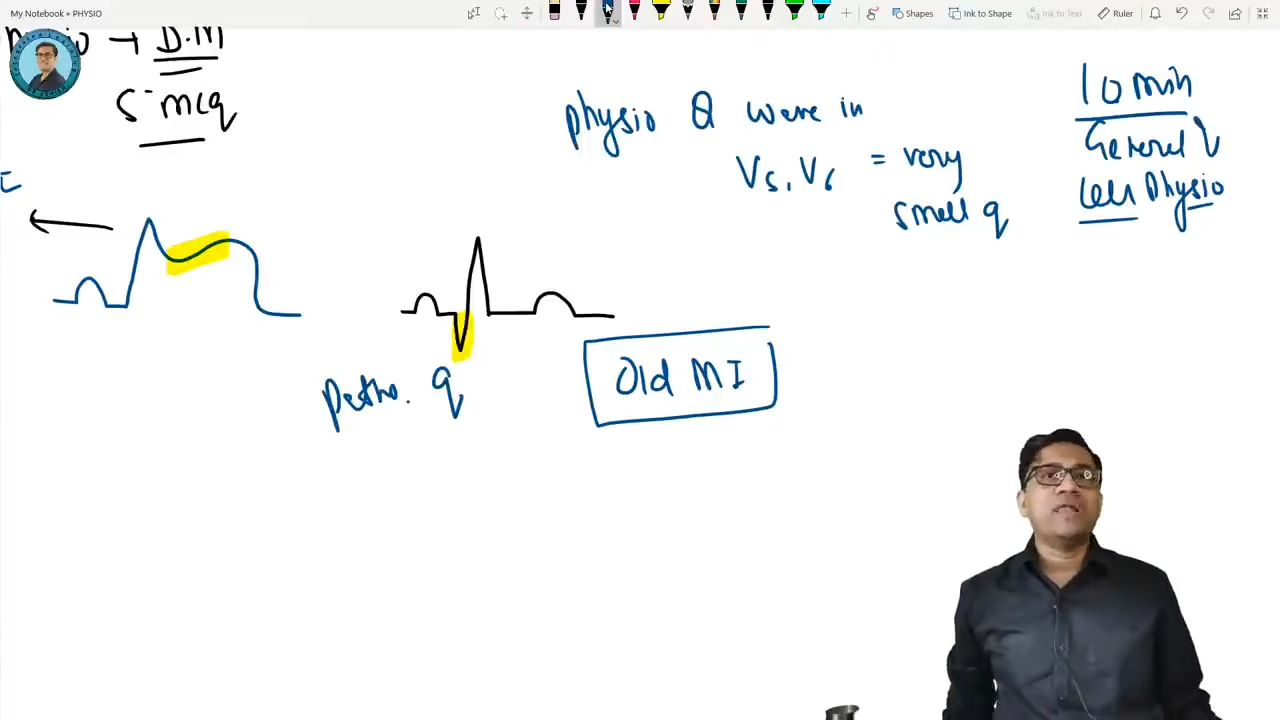 My Notebook » PHYSIO
Shapes
Ink to Shape
Ink to Text
Ruler
D.M
5 mcq
physio Q wave in
V5, V6 = very
small q
10 min
General &
Cell Physio
Patho. q
Old MI